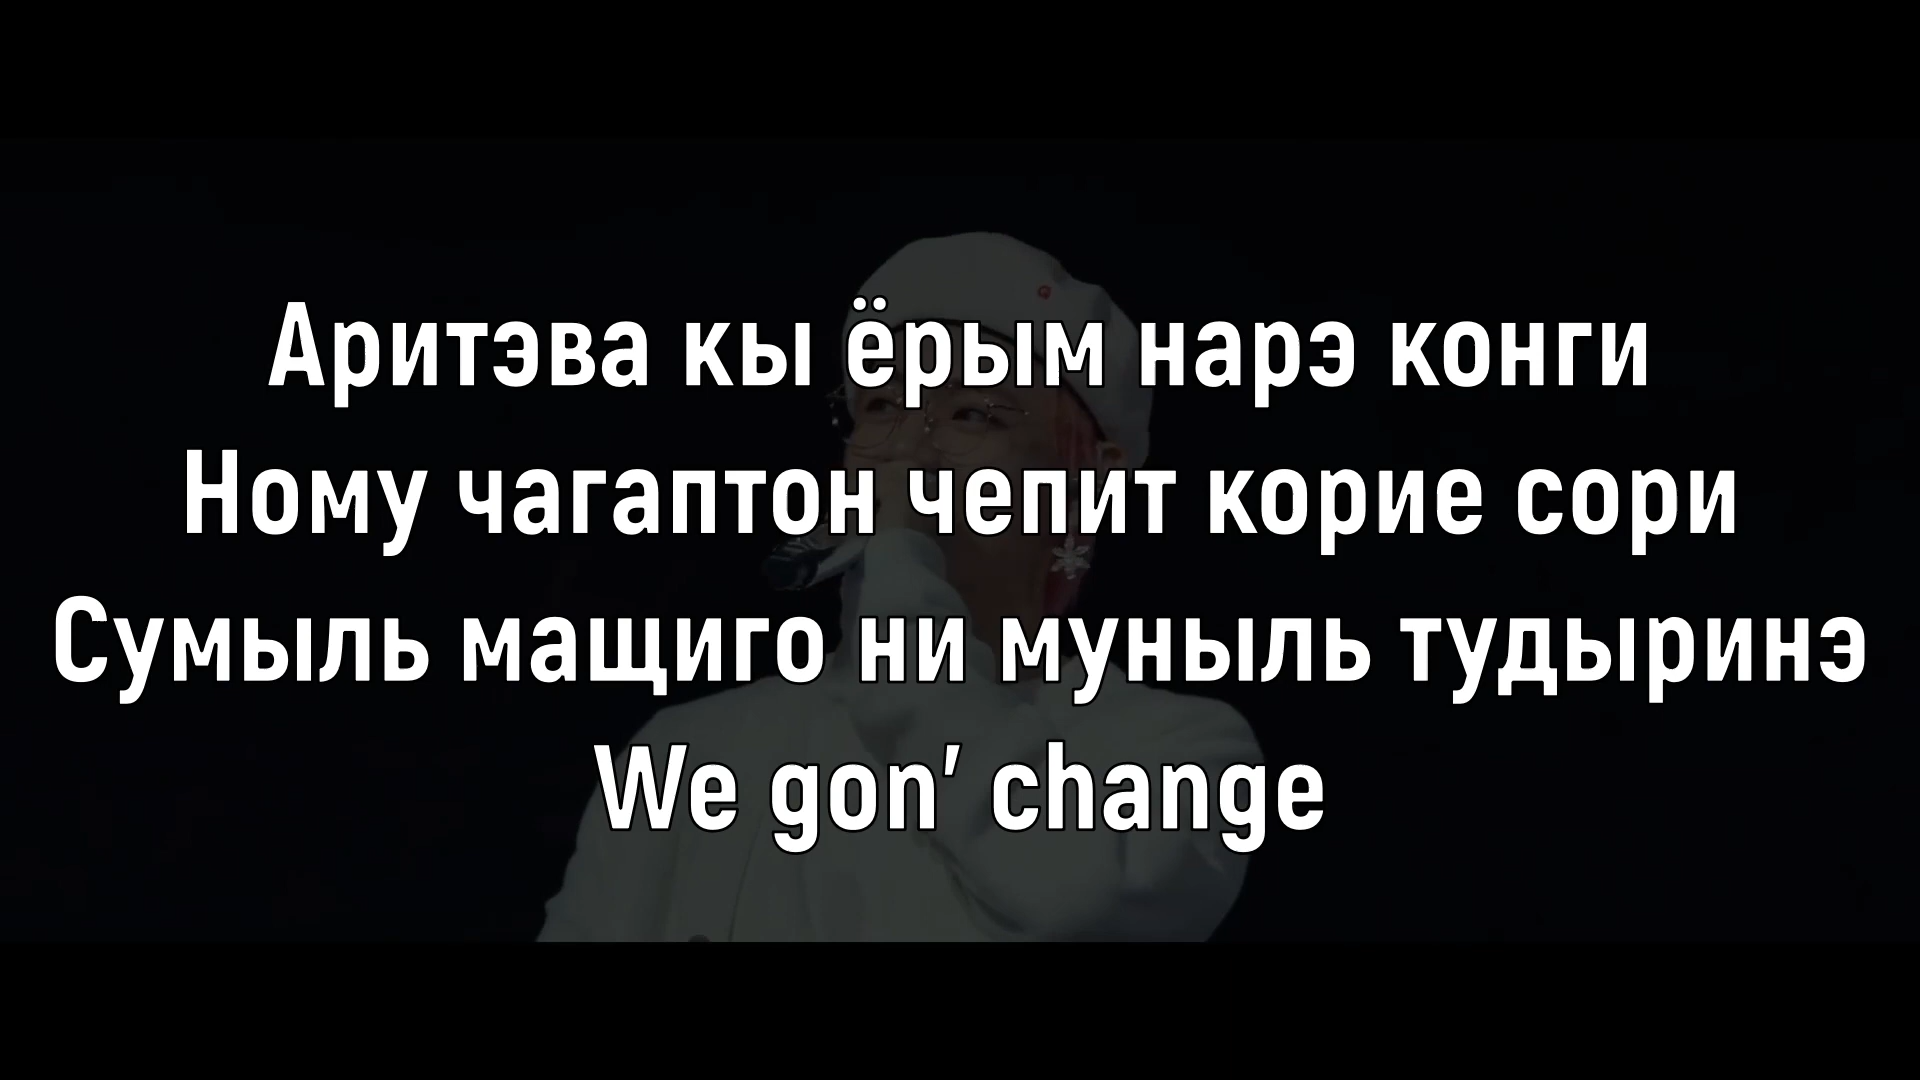 Аритэва кы ёрым нарэ конги
Ному чагаптон чепит корие сори
Сумыль мащиго ни муныль тудыринэ
We gon’ change